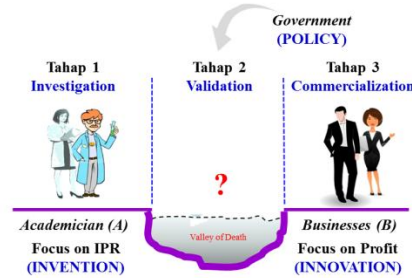 Government
(POLICY)
Tahap 1
Investigation
Tahap 2
Validation
Tahap 3
Commercialization
?
Valley of Death
Academician (A)
Focus on IPR
(INVENTION)
Businesses (B)
Focus on Profit
(INNOVATION)